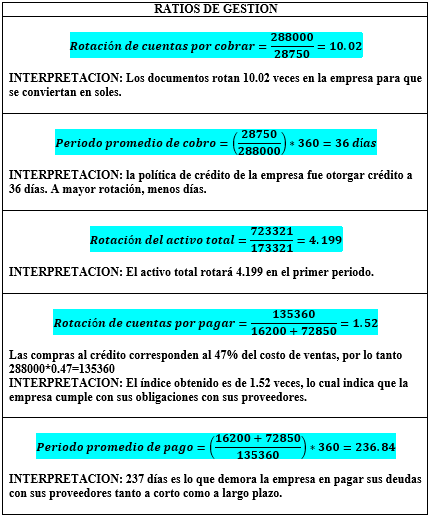 RATIOS DE GESTION
Rotación de cuentas por cobrar = 288000/28750 = 10.02
INTERPRETACION: Los documentos rotan 10.02 veces en la empresa para que
se conviertan en soles.
Periodo promedio de cobro = (28750/288000) * 360 = 36 días
INTERPRETACION: la política de crédito de la empresa fue otorgar crédito a
36 días. A mayor rotación, menos días.
Rotación del activo total = 723321/173321 = 4.199
INTERPRETACION: El activo total rotará 4.199 en el primer periodo.
Rotación de cuentas por pagar = 135360/16200 + 72850 = 1.52
Las compras al crédito corresponden al 47% del costo de ventas, por lo tanto
288000*0.47=135360
INTERPRETACION: El índice obtenido es de 1.52 veces, lo cual indica que la
empresa cumple con sus obligaciones con sus proveedores.
Periodo promedio de pago = (16200 + 72850/135360) * 360 = 236.84
INTERPRETACION: 237 días es lo que demora la empresa en pagar sus deudas
con sus proveedores tanto a corto como a largo plazo.